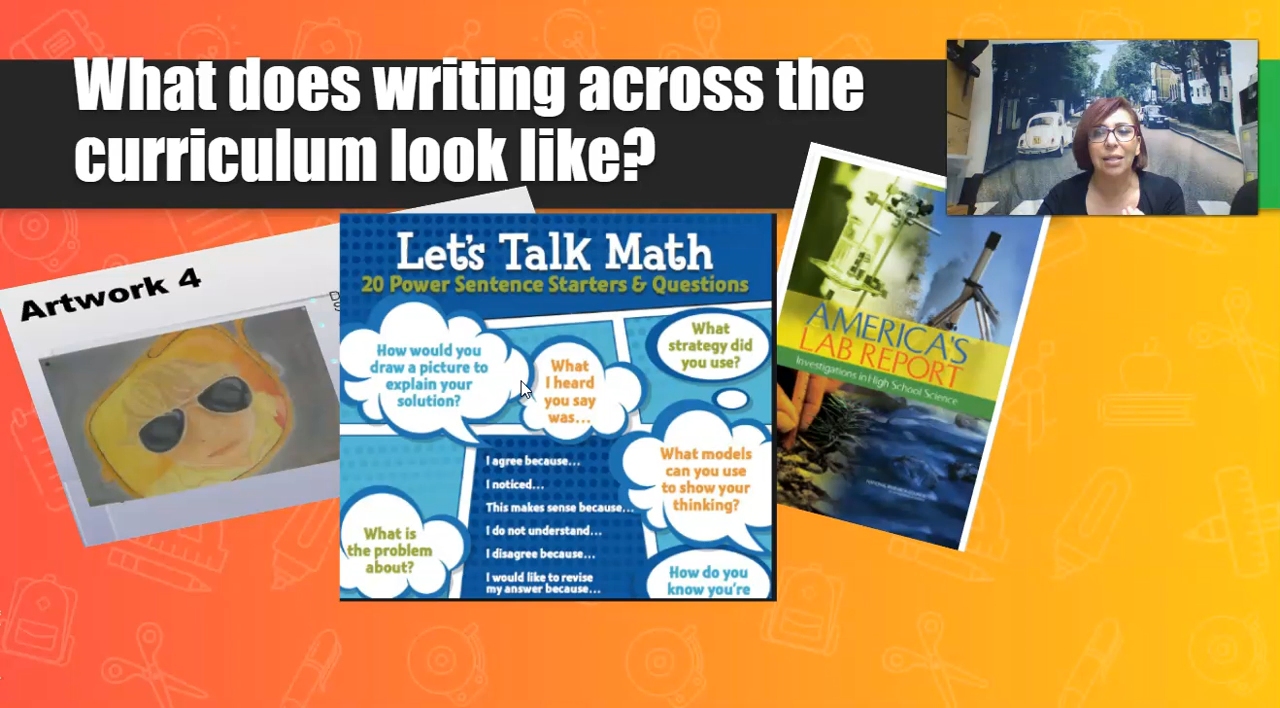 What does writing across the
curriculum look like?
Artwork 4
Let's Talk Math
20 Power Sentence Starters & Questions
How would you
draw a picture to
explain your
solution?
What
I heard
you say
was...
What
strategy did
you use?
I agree because...
I noticed...
This makes sense because...
I do not understand...
I disagree because...
I would like to revise
my answer because...
What models
can you use
to show your
thinking?
What is
the problem
about?
How do you
know you're
AMERICA'S
LAB REPORT
Investigations in High School Science